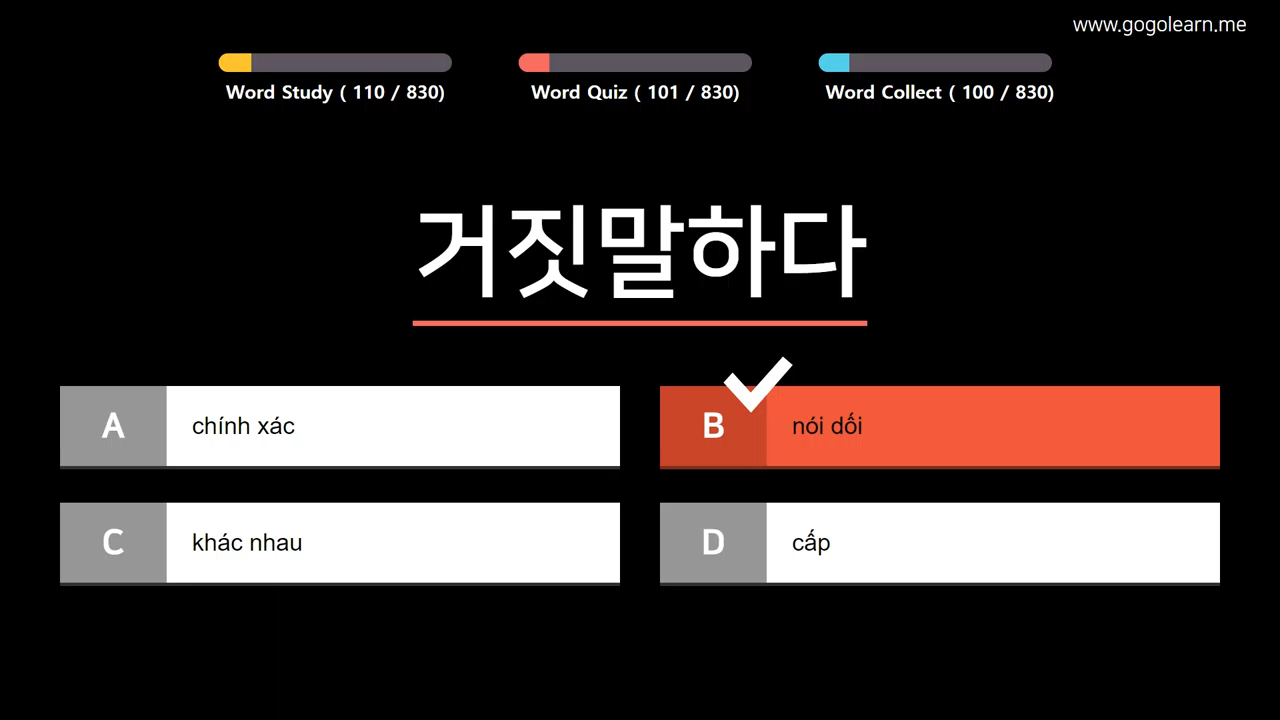 www.gogolearn.me
Word Study ( 110 / 830)
Word Quiz ( 101 / 830)
Word Collect ( 100 / 830)
거짓말하다
A chính xác
B nói dối
C khác nhau
D cấp